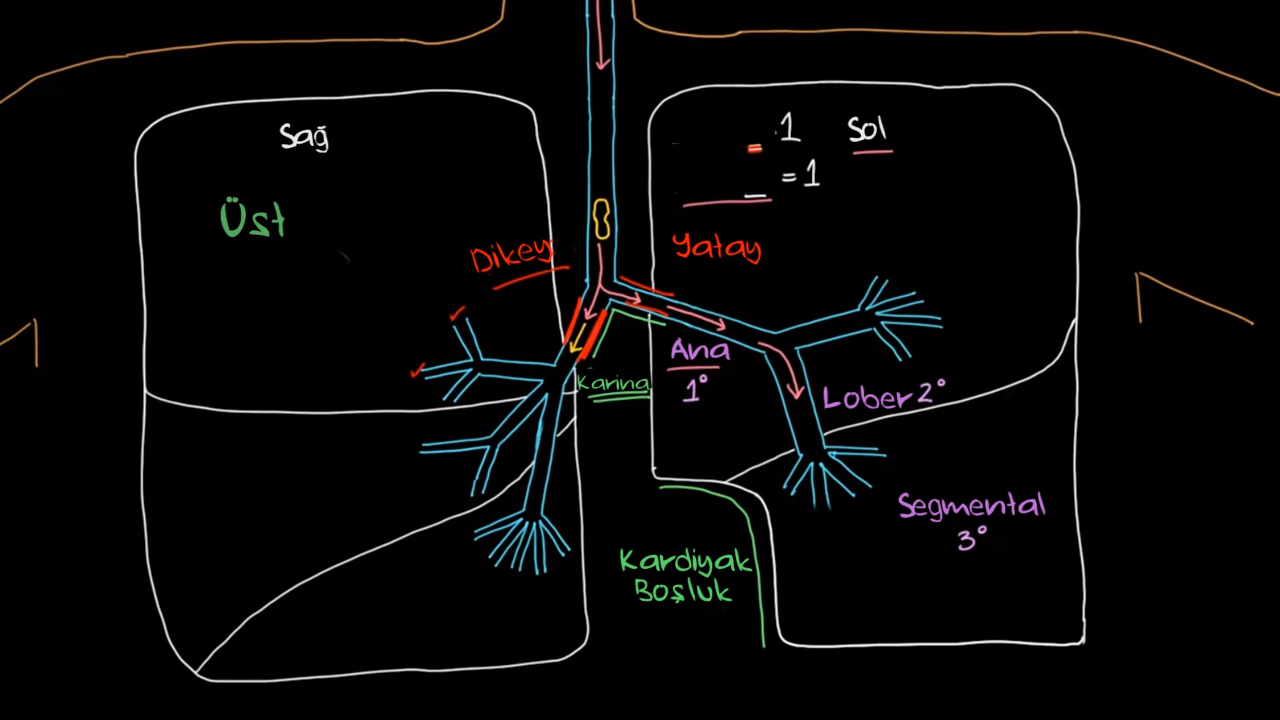 Sağ
1 Sol
= 1
Üst
Dikey
Yatay
Ana
1°
Karina
Lober 2°
Segmental
3°
Kardiyak
Boşluk